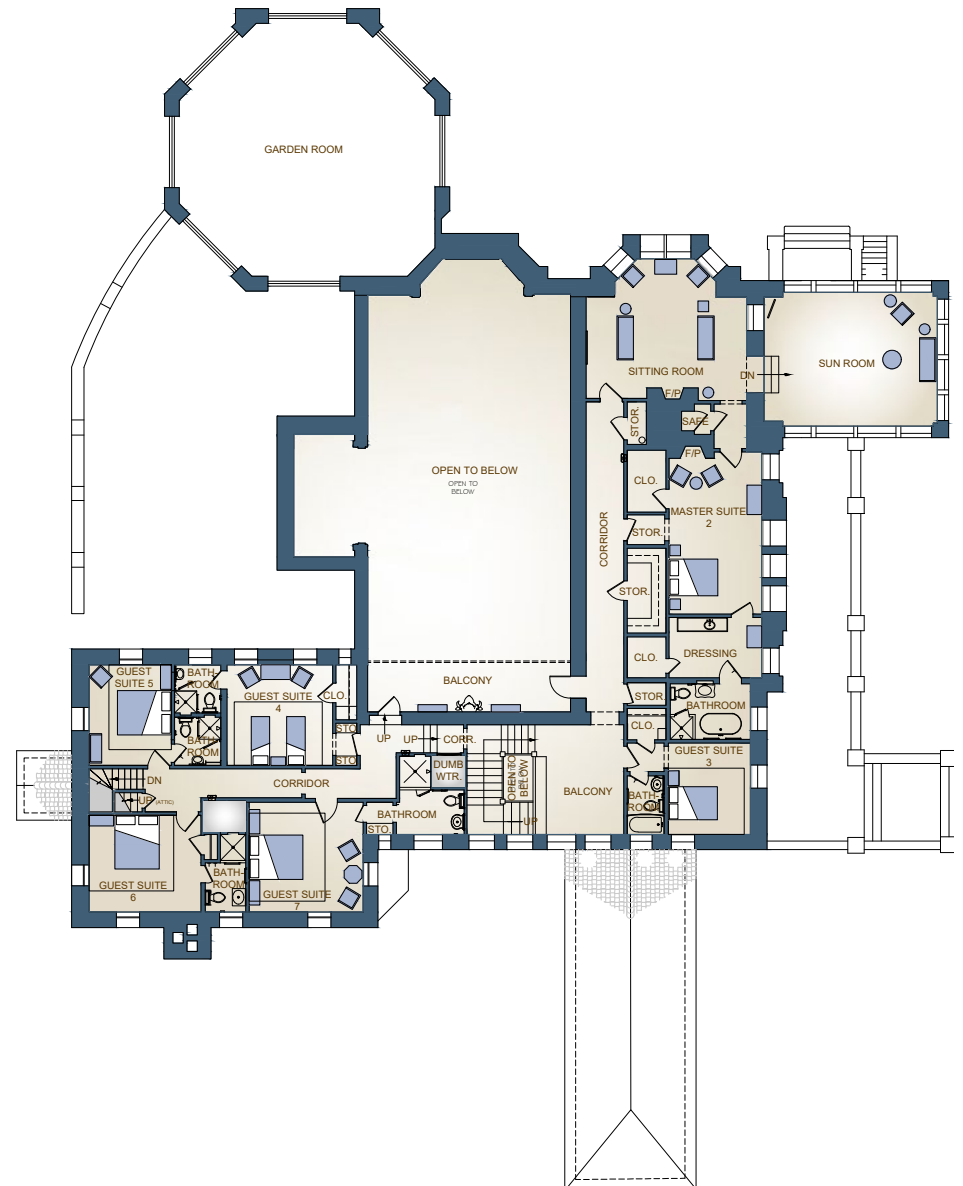 GARDEN ROOM
SITTING ROOM
F/P
DN
SUN ROOM
STOR.
SAFE
F/P
OPEN TO BELOW
OPEN TO
BELOW
CLO.
MASTER SUITE
2
CORRIDOR
STOR.
STOR.
CLO.
DRESSING
BALCONY
STOR
BATHROOM
CLO.
GUEST SUITE
3
GUEST
SUITE 5
BATH-
ROOM
GUEST SUITE
4
CLO.
BATH-
ROOM
STO
STO
UP
UP
CORR.
DUMB
WTR.
OPEN TO
BELOW
BALCONY
BATH-
ROOM
DN
CORRIDOR
UP
(ATTIC)
BATHROOM
STO.
UP
GUEST SUITE
6
BATH-
ROOM
GUEST SUITE
7